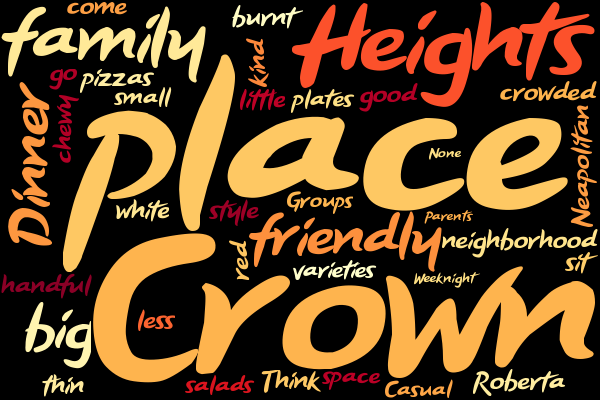 come
burnt
family
Heights
kind
go
pizzas
small
little
plates
good
crowded
chewy
Dinner
place
None
Neapolitan
white
style
Groups
Parents
friendly
neighborhood
red
varieties
Weeknight
sit
handful
Crown
big
less
thin
salads
Think
space
Casual
Roberta